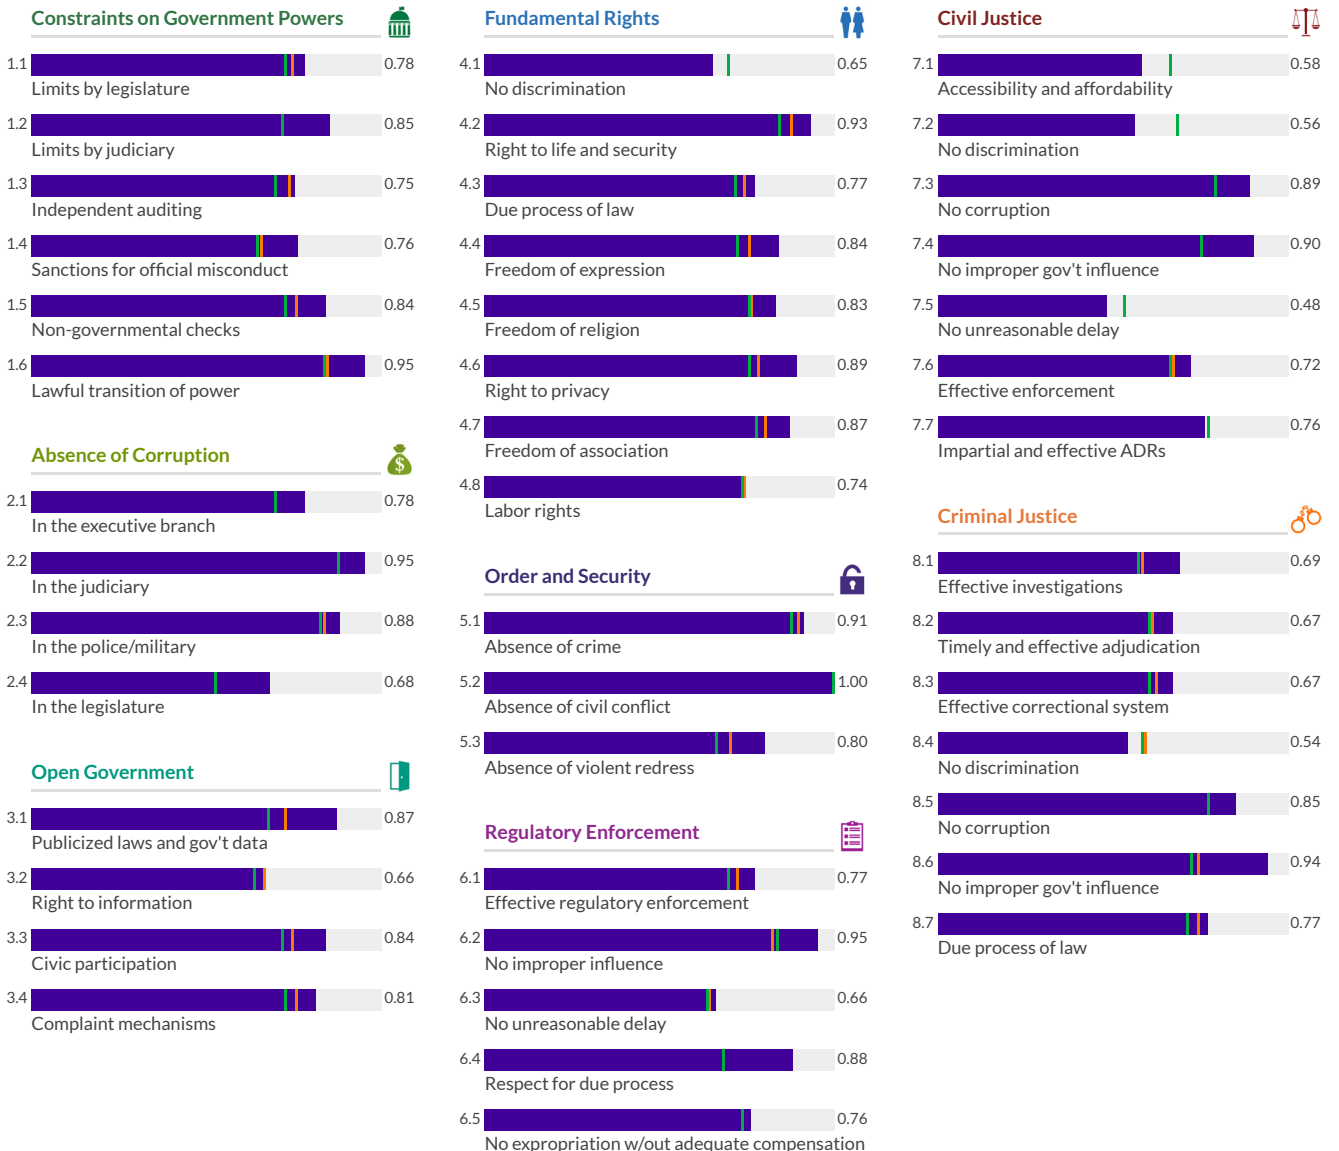 Constraints on Government Powers
1.1 0.78
Limits by legislature
1.2 0.85
Limits by judiciary
1.3 0.75
Independent auditing
1.4 0.76
Sanctions for official misconduct
1.5 0.84
Non-governmental checks
1.6 0.95
Lawful transition of power
Absence of Corruption
$
2.1 0.78
In the executive branch
2.2 0.95
In the judiciary
2.3 0.88
In the police/military
2.4 0.68
In the legislature
Open Government
3.1 0.87
Publicized laws and gov't data
3.2 0.66
Right to information
3.3 0.84
Civic participation
3.4 0.81
Complaint mechanisms
Fundamental Rights
4.1 0.65
No discrimination
4.2 0.93
Right to life and security
4.3 0.77
Due process of law
4.4 0.84
Freedom of expression
4.5 0.83
Freedom of religion
4.6 0.89
Right to privacy
4.7 0.87
Freedom of association
4.8 0.74
Labor rights
Order and Security
5.1 0.91
Absence of crime
5.2 1.00
Absence of civil conflict
5.3 0.80
Absence of violent redress
Regulatory Enforcement
6.1 0.77
Effective regulatory enforcement
6.2 0.95
No improper influence
6.3 0.66
No unreasonable delay
6.4 0.88
Respect for due process
6.5 0.76
No expropriation w/out adequate compensation
Civil Justice
7.1 0.58
Accessibility and affordability
7.2 0.56
No discrimination
7.3 0.89
No corruption
7.4 0.90
No improper gov't influence
7.5 0.48
No unreasonable delay
7.6 0.72
Effective enforcement
7.7 0.76
Impartial and effective ADRs
Criminal Justice
8.1 0.69
Effective investigations
8.2 0.67
Timely and effective adjudication
8.3 0.67
Effective correctional system
8.4 0.54
No discrimination
8.5 0.85
No corruption
8.6 0.94
No improper gov't influence
8.7 0.77
Due process of law